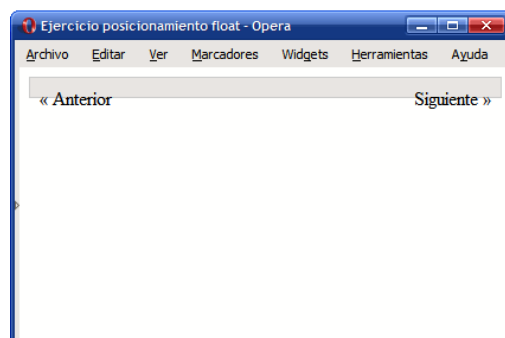 Ejercicio posicionamiento float - Opera
Archivo Editar Ver Marcadores Widgets Herramientas Ayuda
« Anterior Siguiente »